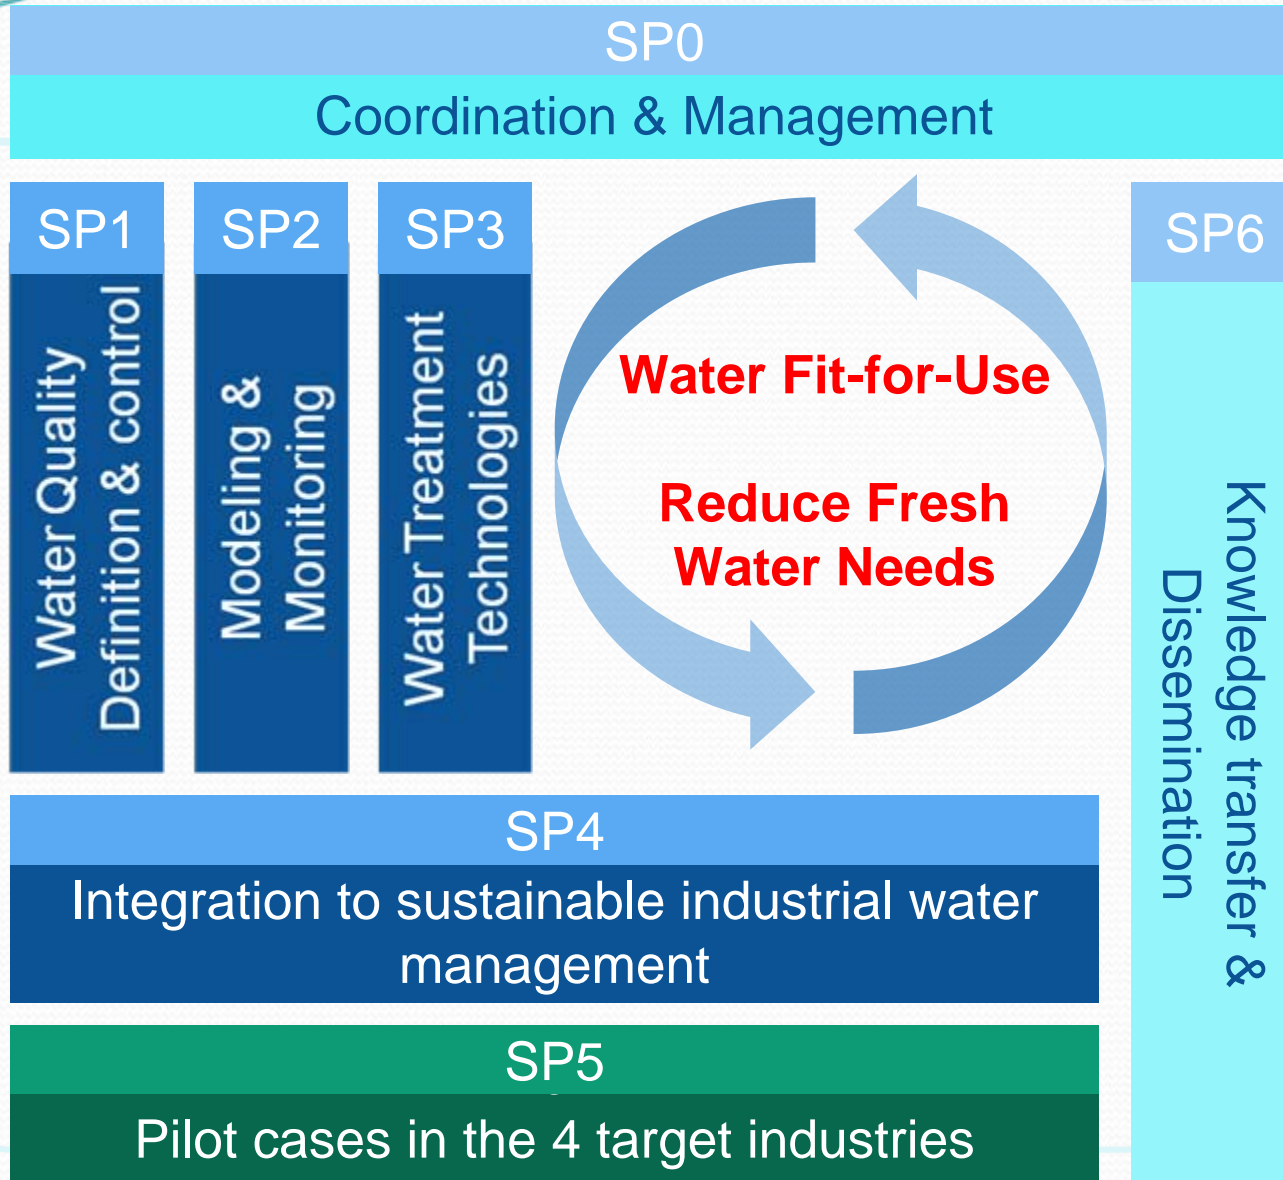 SP0
Coordination & Management
SP1
Water Quality
Definition & control
SP2
Modeling &
Monitoring
SP3
Water Treatment
Technologies
Water Fit-for-Use
Reduce Fresh
Water Needs
SP6
Knowledge transfer &
Dissemination
SP4
Integration to sustainable industrial water
management
SP5
Pilot cases in the 4 target industries